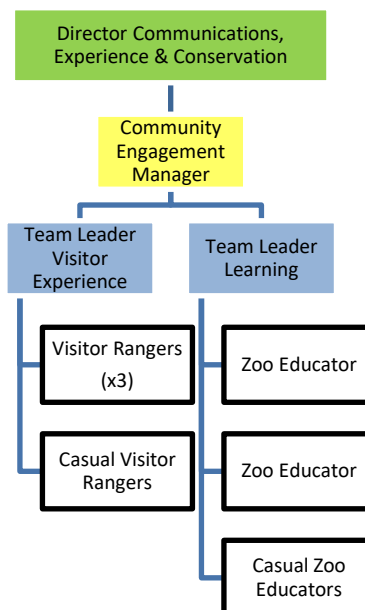 Director Communications,
Experience & Conservation
Community
Engagement
Manager
Team Leader
Visitor
Experience
Team Leader
Learning
Visitor Rangers
(x3)
Zoo Educator
Casual Visitor
Rangers
Zoo Educator
Casual Zoo
Educators